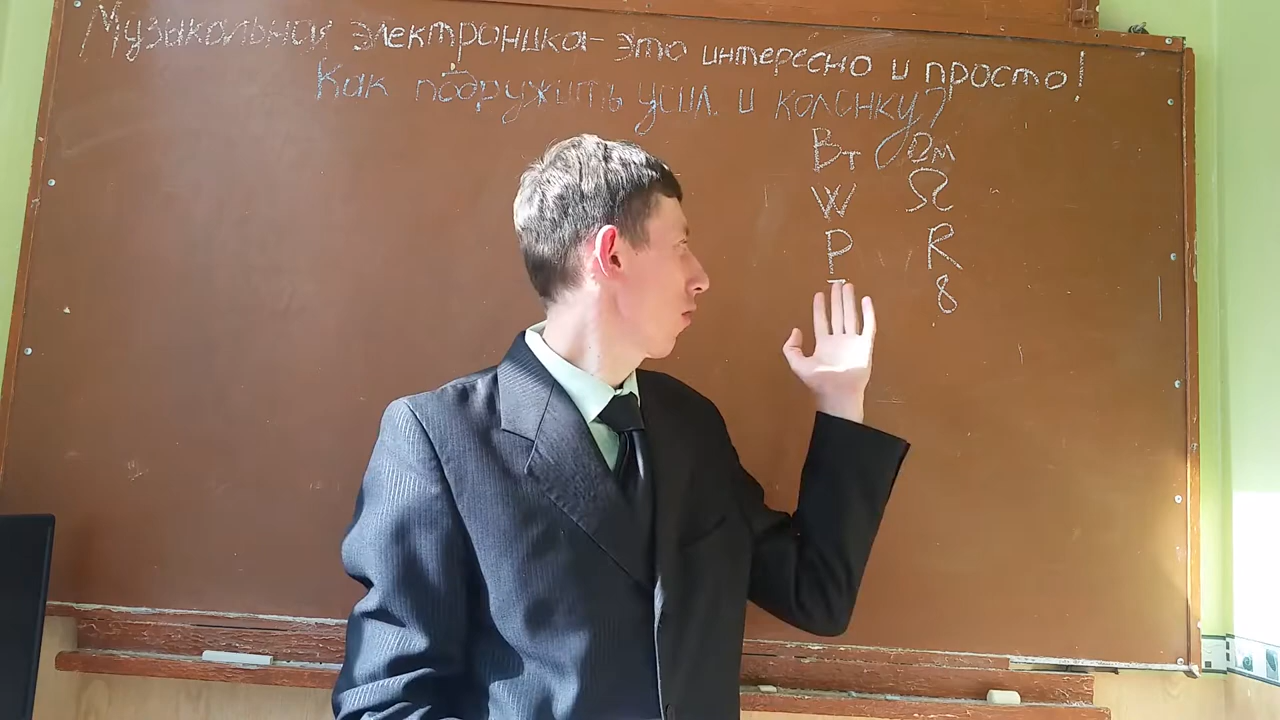 Музыкальная электроника - это интересно и просто!
Как подружить усил. и колонку?
Вт Ом
W Ω
P R
8